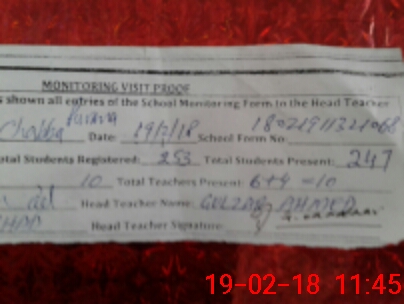 MONITORING VISIT PROOF
s shown all entries of the School Monitoring Form to the Head Teacher
Date: 19/2/18 School Form No:
otal Students Registered: 253 Total Students Present: 247
10 Total Teachers Present: 6+4=10
Head Teacher Name: GULZAR AHMED
Head Teacher Signature:
19-02-18 11:45